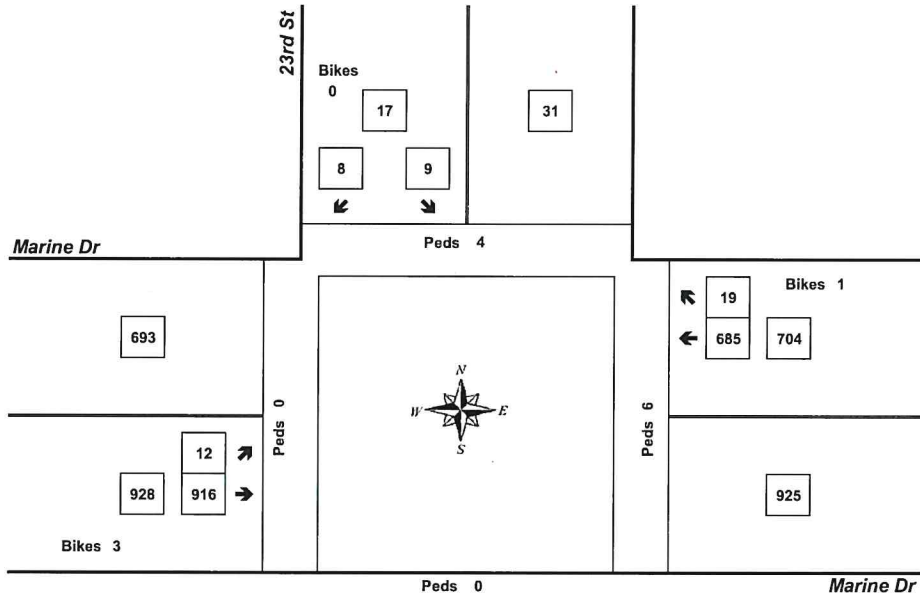 23rd St
Bikes
0
17
31
8 9
Peds 4
Marine Dr
Bikes 1
19
693
685 704
N
W E
S
Peds 0
Peds 6
12
928 916
925
Bikes 3
Peds 0
Marine Dr